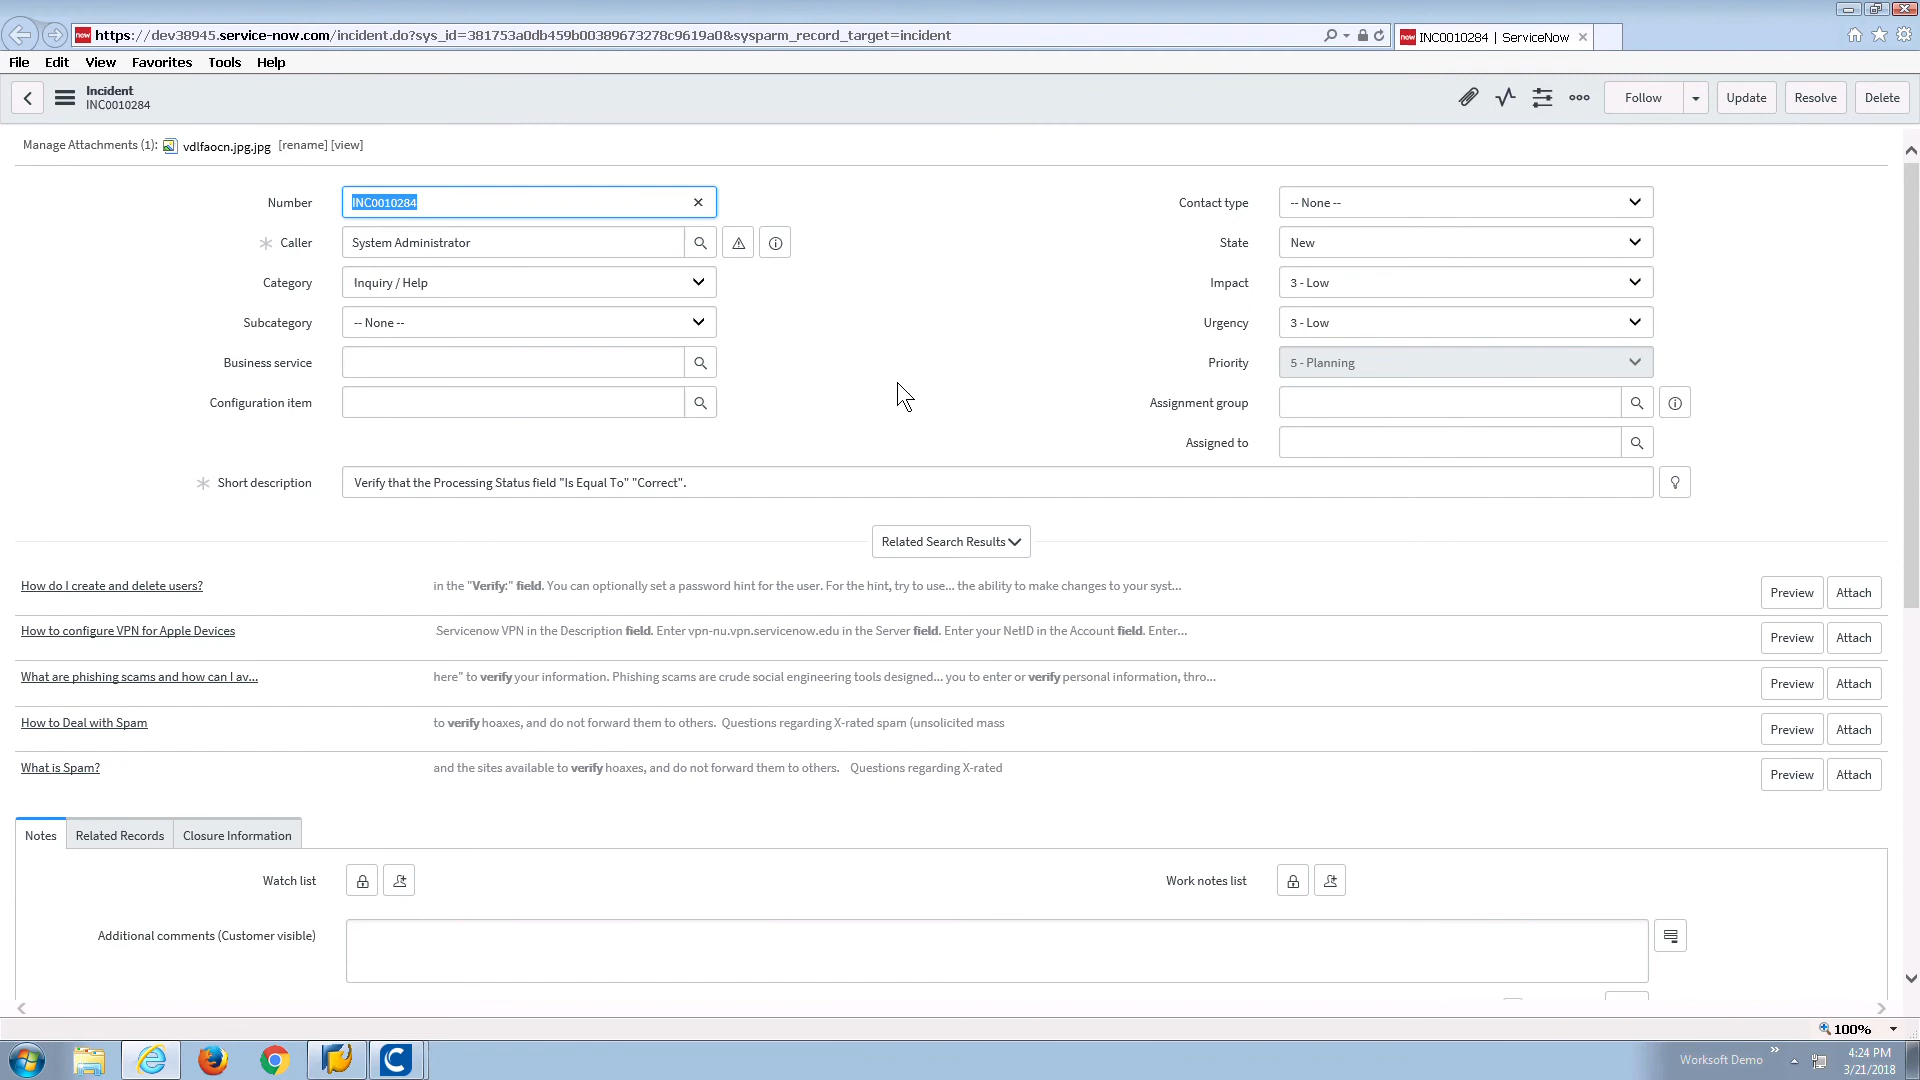 https://dev38945.service-now.com/incident.do?sys_id=381753a0db459b00389673278c9619a0&sysparm_record_target=incident
now INC0010284 | ServiceNow
File Edit View Favorites Tools Help
Incident
INC0010284
Follow Update Resolve Delete
Manage Attachments (1): vdlfaocn.jpg.jpg [rename] [view]
Number INC0010284 Contact type -- None --
Caller System Administrator State New
Category Inquiry / Help Impact 3 - Low
Subcategory -- None -- Urgency 3 - Low
Business service Priority 5 - Planning
Configuration item Assignment group
Assigned to
Short description Verify that the Processing Status field "Is Equal To" "Correct".
Related Search Results
How do I create and delete users? in the "Verify:" field. You can optionally set a password hint for the user. For the hint, try to use... the ability to make changes to your syst... Preview Attach
How to configure VPN for Apple Devices Servicenow VPN in the Description field. Enter vpn-nu.vpn.servicenow.edu in the Server field. Enter your NetID in the Account field. Enter... Preview Attach
What are phishing scams and how can I av... here" to verify your information. Phishing scams are crude social engineering tools designed... you to enter or verify personal information, thro... Preview Attach
How to Deal with Spam to verify hoaxes, and do not forward them to others. Questions regarding X-rated spam (unsolicited mass Preview Attach
What is Spam? and the sites available to verify hoaxes, and do not forward them to others. Questions regarding X-rated Preview Attach
Notes Related Records Closure Information
Watch list Work notes list
Additional comments (Customer visible)
100%
Worksoft Demo 4:24 PM
3/21/2018